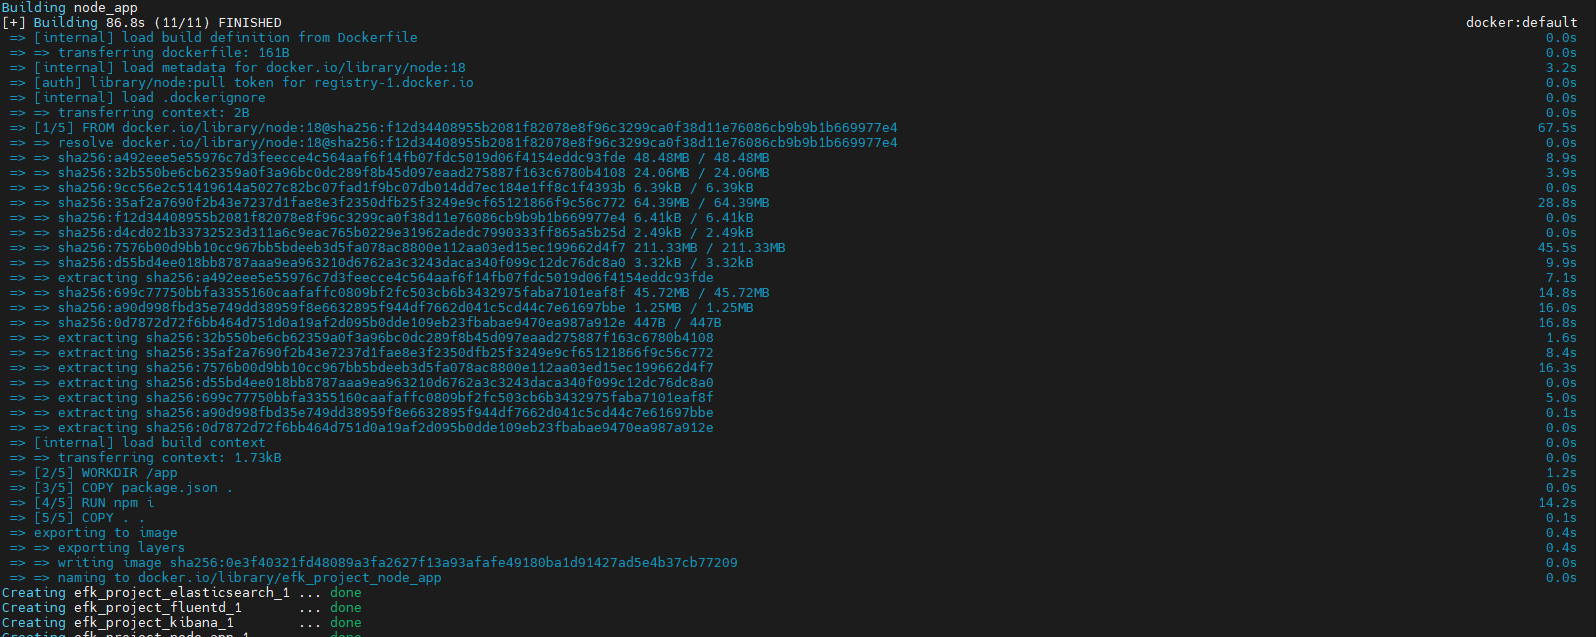 Building node_app
[+] Building 86.8s (11/11) FINISHED docker:default
=> [internal] load build definition from Dockerfile 0.0s
=> => transferring dockerfile: 161B 0.0s
=> [internal] load metadata for docker.io/library/node:18 3.2s
=> [auth] library/node:pull token for registry-1.docker.io 0.0s
=> [internal] load .dockerignore 0.0s
=> => transferring context: 2B 0.0s
=> [1/5] FROM docker.io/library/node:18@sha256:f12d34408955b2081f82078e8f96c3299ca0f38d11e76086cb9b9b1b669977e4 67.5s
=> => resolve docker.io/library/node:18@sha256:f12d34408955b2081f82078e8f96c3299ca0f38d11e76086cb9b9b1b669977e4 0.0s
=> => sha256:a492eee5e55976c7d3feecce4c564aaf6f14fb07fdc5019d06f4154eddc93fde 48.48MB / 48.48MB 8.9s
=> => sha256:32b550be6cb62359a0f3a96bc0dc289f8b45d097eaad275887f163c6780b4108 24.06MB / 24.06MB 3.9s
=> => sha256:9cc56e2c51419614a5027c82bc07fad1f9bc07db014dd7ec184e1ff8c1f4393b 6.39kB / 6.39kB 0.0s
=> => sha256:35af2a7690f2b43e7237d1fae8e3f2350dfb25f3249e9cf65121866f9c56c772 64.39MB / 64.39MB 28.8s
=> => sha256:f12d34408955b2081f82078e8f96c3299ca0f38d11e76086cb9b9b1b669977e4 6.41kB / 6.41kB 0.0s
=> => sha256:d4cd021b33732523d311a6c9eac765b0229e31962adedc7990333ff865a5b25d 2.49kB / 2.49kB 0.0s
=> => sha256:7576b00d9bb10cc967bb5bdeeb3d5fa078ac8800e112aa03ed15ec199662d4f7 211.33MB / 211.33MB 45.5s
=> => sha256:d55bd4ee018bb8787aaa9ea963210d6762a3c3243daca340f099c12dc76dc8a0 3.32kB / 3.32kB 9.9s
=> => extracting sha256:a492eee5e55976c7d3feecce4c564aaf6f14fb07fdc5019d06f4154eddc93fde 7.1s
=> => sha256:699c77750bbfa3355160caafaffc0809bf2fc503cb6b3432975faba7101eaf8f 45.72MB / 45.72MB 14.8s
=> => sha256:a90d998fbd35e749dd38959f8e6632895f944df7662d041c5cd44c7e61697bbe 1.25MB / 1.25MB 16.0s
=> => sha256:0d7872d72f6bb464d751d0a19af2d095b0dde109eb23fbabae9470ea987a912e 447B / 447B 16.8s
=> => extracting sha256:32b550be6cb62359a0f3a96bc0dc289f8b45d097eaad275887f163c6780b4108 1.6s
=> => extracting sha256:35af2a7690f2b43e7237d1fae8e3f2350dfb25f3249e9cf65121866f9c56c772 8.4s
=> => extracting sha256:7576b00d9bb10cc967bb5bdeeb3d5fa078ac8800e112aa03ed15ec199662d4f7 16.3s
=> => extracting sha256:d55bd4ee018bb8787aaa9ea963210d6762a3c3243daca340f099c12dc76dc8a0 0.0s
=> => extracting sha256:699c77750bbfa3355160caafaffc0809bf2fc503cb6b3432975faba7101eaf8f 5.0s
=> => extracting sha256:a90d998fbd35e749dd38959f8e6632895f944df7662d041c5cd44c7e61697bbe 0.1s
=> => extracting sha256:0d7872d72f6bb464d751d0a19af2d095b0dde109eb23fbabae9470ea987a912e 0.0s
=> [internal] load build context 0.0s
=> => transferring context: 1.73kB 0.0s
=> [2/5] WORKDIR /app 1.2s
=> [3/5] COPY package.json . 0.0s
=> [4/5] RUN npm i 14.2s
=> [5/5] COPY . . 0.1s
=> exporting to image 0.4s
=> => exporting layers 0.4s
=> => writing image sha256:0e3f40321fd48089a3fa2627f13a93afafe49180ba1d91427ad5e4b37cb77209 0.0s
=> => naming to docker.io/library/efk_project_node_app 0.0s
Creating efk_project_elasticsearch_1 ... done
Creating efk_project_fluentd_1 ... done
Creating efk_project_kibana_1 ... done
Creating efk_project_node_app_1 ... done